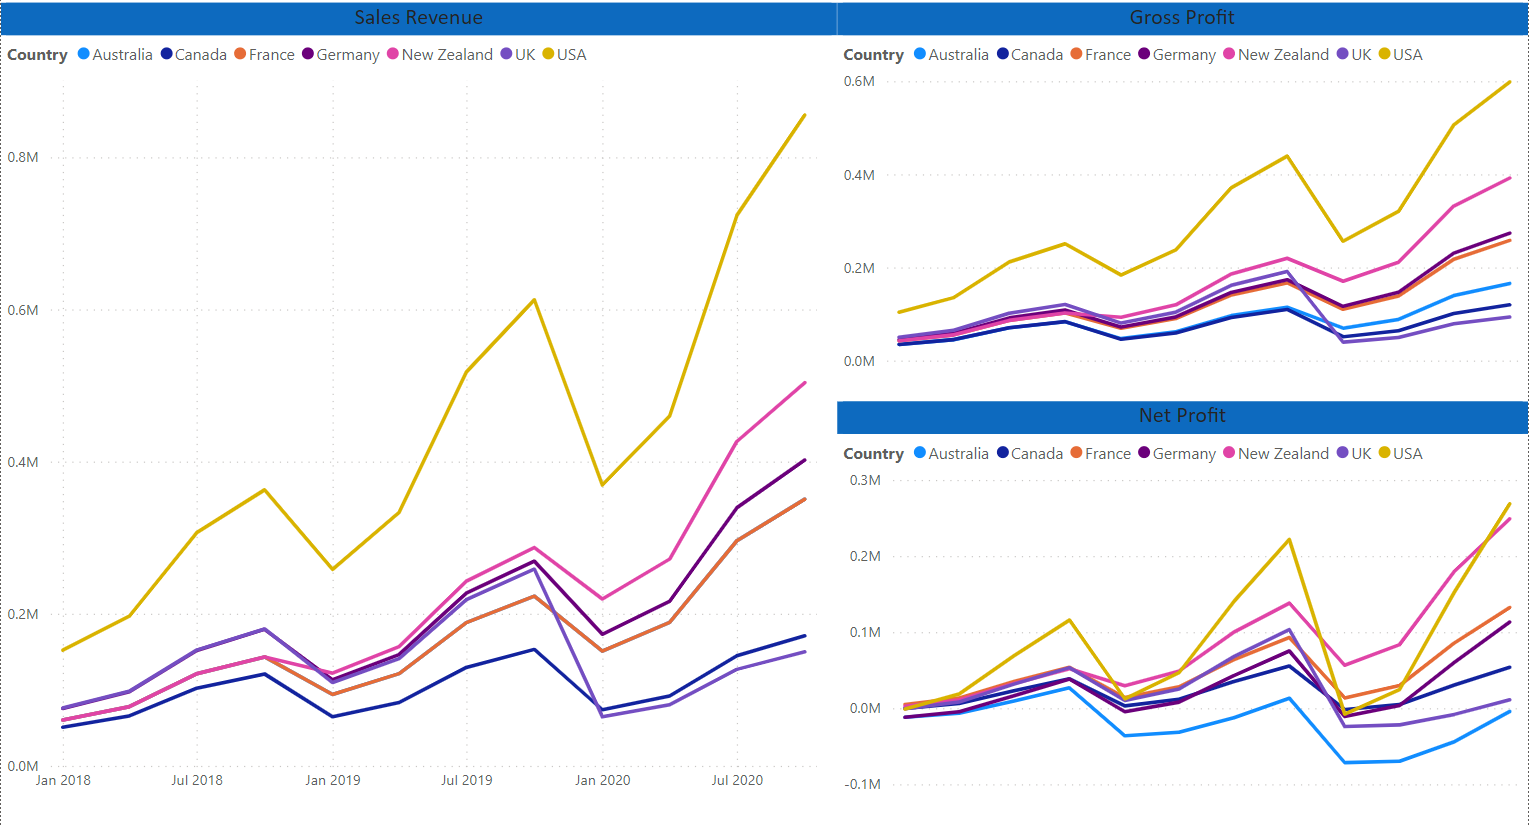 Sales Revenue
Country Australia Canada France Germany New Zealand UK USA
0.8M
0.6M
0.4M
0.2M
0.0M
Jan 2018 Jul 2018 Jan 2019 Jul 2019 Jan 2020 Jul 2020
Gross Profit
Country Australia Canada France Germany New Zealand UK USA
0.6M
0.4M
0.2M
0.0M
Net Profit
Country Australia Canada France Germany New Zealand UK USA
0.3M
0.2M
0.1M
0.0M
-0.1M